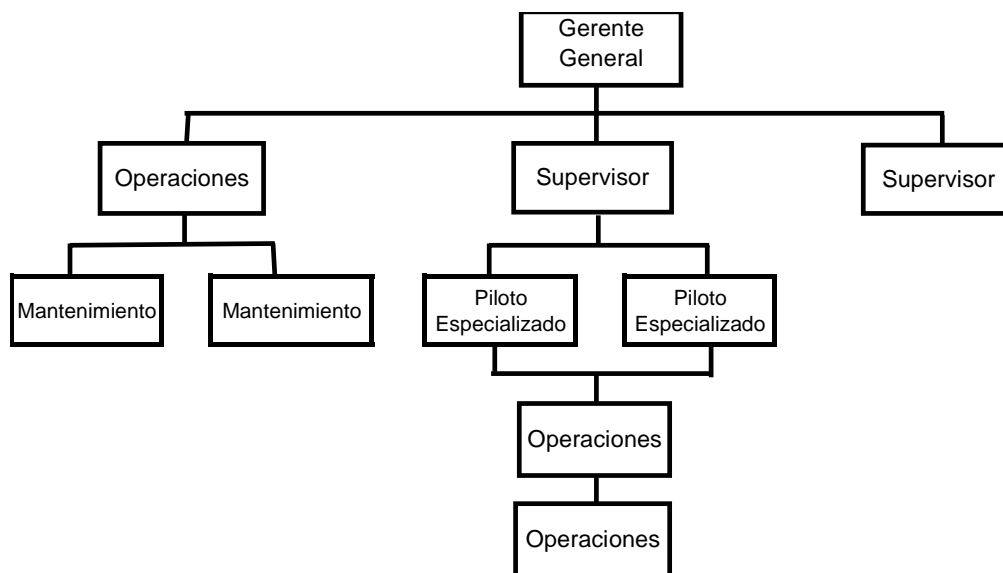 Gerente
General
Operaciones
Supervisor
Supervisor
Mantenimiento
Mantenimiento
Piloto
Especializado
Piloto
Especializado
Operaciones
Operaciones